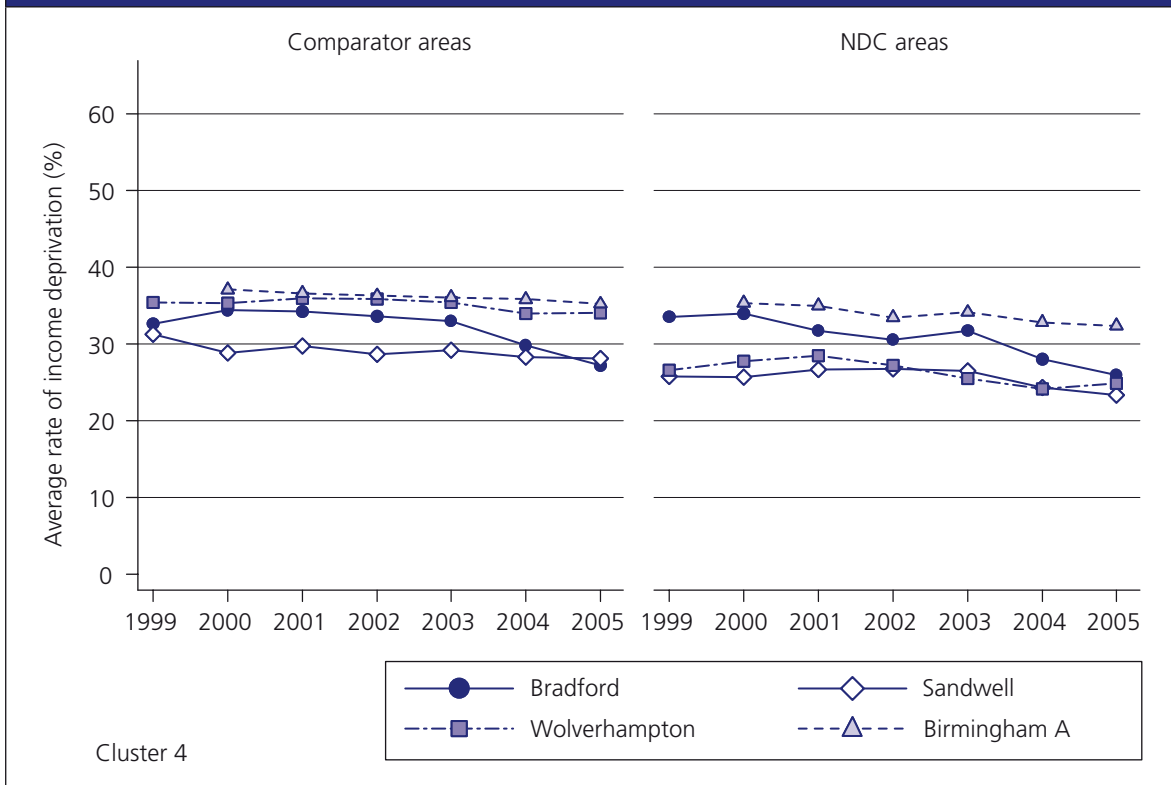 Comparator areas
NDC areas
Average rate of income deprivation (%)
60
50
40
30
20
10
0
1999 2000 2001 2002 2003 2004 2005
1999 2000 2001 2002 2003 2004 2005
Bradford
Sandwell
Wolverhampton
Birmingham A
Cluster 4